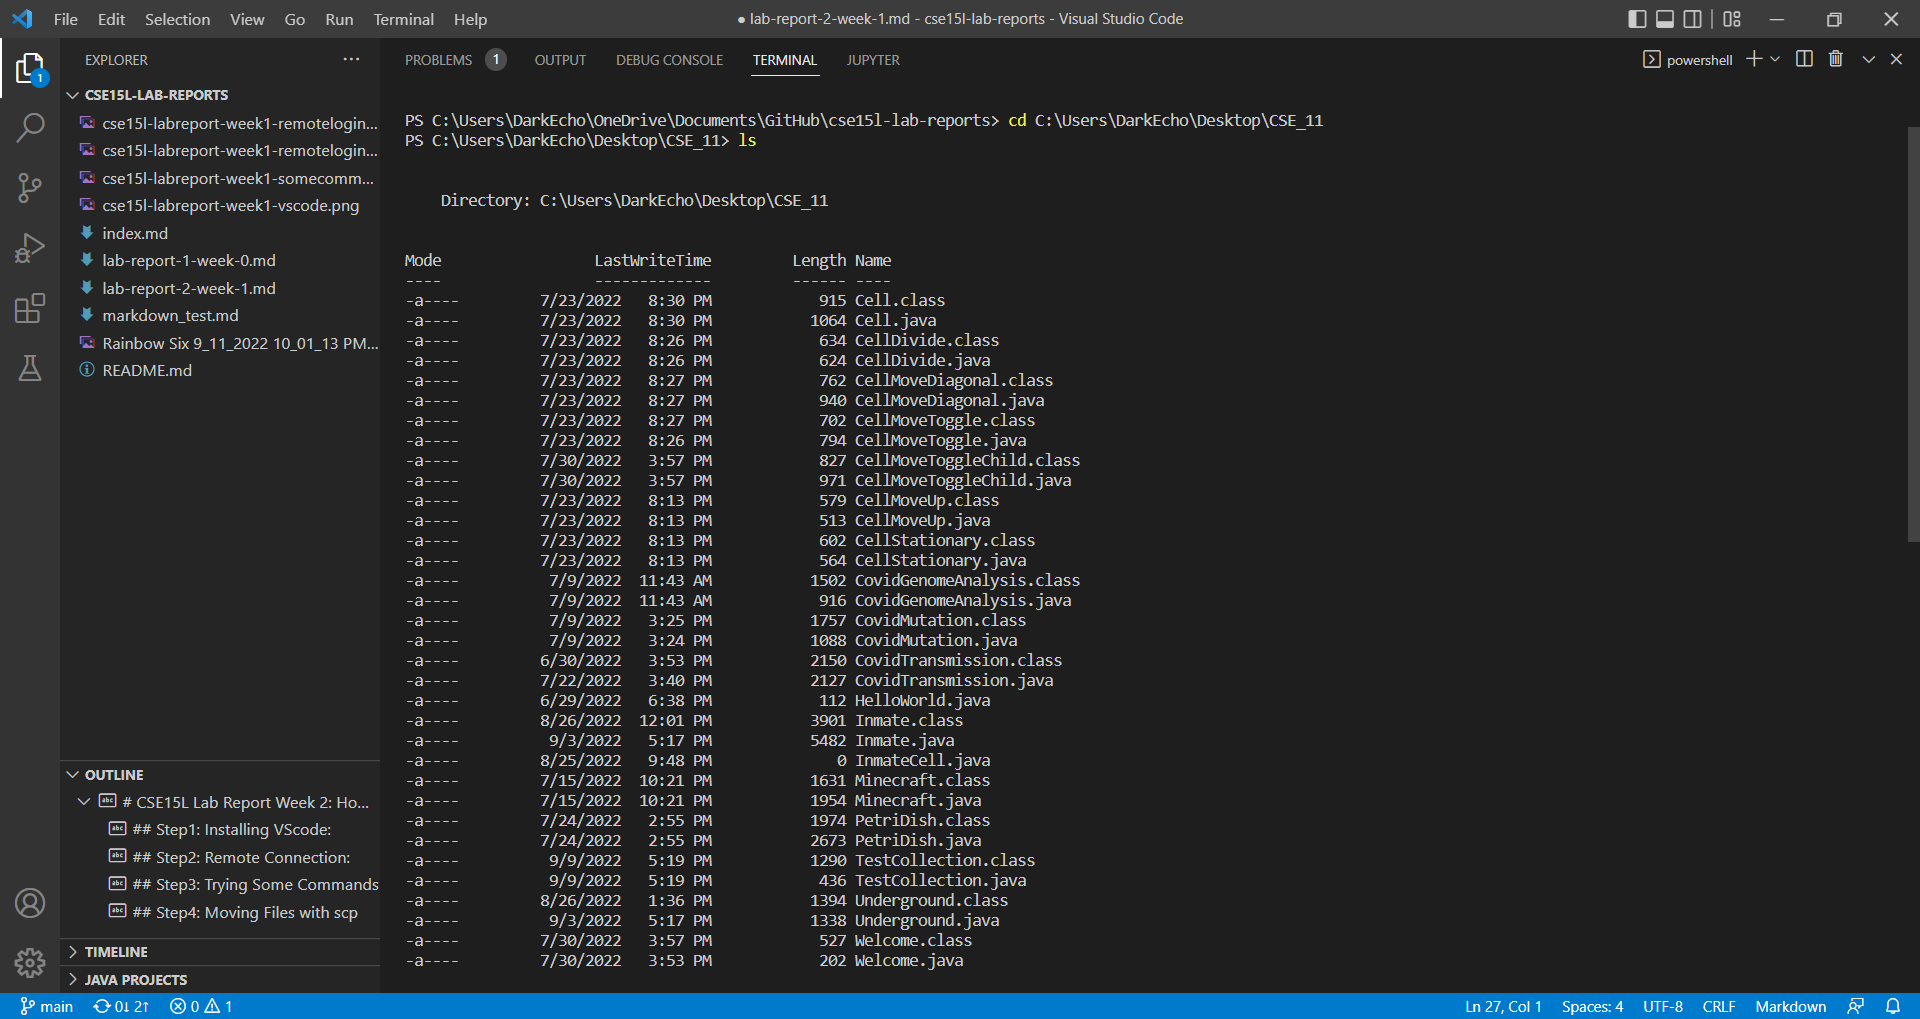 File Edit Selection View Go Run Terminal Help
● lab-report-2-week-1.md - cse15l-lab-reports - Visual Studio Code
1
EXPLORER ···
CSE15L-LAB-REPORTS
cse15l-labreport-week1-remotelogin...
cse15l-labreport-week1-remotelogin...
cse15l-labreport-week1-somecomm...
cse15l-labreport-week1-vscode.png
index.md
lab-report-1-week-0.md
lab-report-2-week-1.md
markdown_test.md
Rainbow Six 9_11_2022 10_01_13 PM...
README.md
OUTLINE
abc # CSE15L Lab Report Week 2: Ho...
abc ## Step1: Installing VScode:
abc ## Step2: Remote Connection:
abc ## Step3: Trying Some Commands
abc ## Step4: Moving Files with scp
TIMELINE
JAVA PROJECTS
PROBLEMS 1 OUTPUT DEBUG CONSOLE TERMINAL JUPYTER
powershell
PS C:\Users\DarkEcho\OneDrive\Documents\GitHub\cse15l-lab-reports> cd C:\Users\DarkEcho\Desktop\CSE_11
PS C:\Users\DarkEcho\Desktop\CSE_11> ls
Directory: C:\Users\DarkEcho\Desktop\CSE_11
Mode LastWriteTime Length Name
---- ------------- ------ ----
-a---- 7/23/2022 8:30 PM 915 Cell.class
-a---- 7/23/2022 8:30 PM 1064 Cell.java
-a---- 7/23/2022 8:26 PM 634 CellDivide.class
-a---- 7/23/2022 8:26 PM 624 CellDivide.java
-a---- 7/23/2022 8:27 PM 762 CellMoveDiagonal.class
-a---- 7/23/2022 8:27 PM 940 CellMoveDiagonal.java
-a---- 7/23/2022 8:27 PM 702 CellMoveToggle.class
-a---- 7/23/2022 8:26 PM 794 CellMoveToggle.java
-a---- 7/30/2022 3:57 PM 827 CellMoveToggleChild.class
-a---- 7/30/2022 3:57 PM 971 CellMoveToggleChild.java
-a---- 7/23/2022 8:13 PM 579 CellMoveUp.class
-a---- 7/23/2022 8:13 PM 513 CellMoveUp.java
-a---- 7/23/2022 8:13 PM 602 CellStationary.class
-a---- 7/23/2022 8:13 PM 564 CellStationary.java
-a---- 7/9/2022 11:43 AM 1502 CovidGenomeAnalysis.class
-a---- 7/9/2022 11:43 AM 916 CovidGenomeAnalysis.java
-a---- 7/9/2022 3:25 PM 1757 CovidMutation.class
-a---- 7/9/2022 3:24 PM 1088 CovidMutation.java
-a---- 6/30/2022 3:53 PM 2150 CovidTransmission.class
-a---- 7/22/2022 3:40 PM 2127 CovidTransmission.java
-a---- 6/29/2022 6:38 PM 112 HelloWorld.java
-a---- 8/26/2022 12:01 PM 3901 Inmate.class
-a---- 9/3/2022 5:17 PM 5482 Inmate.java
-a---- 8/25/2022 9:48 PM 0 InmateCell.java
-a---- 7/15/2022 10:21 PM 1631 Minecraft.class
-a---- 7/15/2022 10:21 PM 1954 Minecraft.java
-a---- 7/24/2022 2:55 PM 1974 PetriDish.class
-a---- 7/24/2022 2:55 PM 2673 PetriDish.java
-a---- 9/9/2022 5:19 PM 1290 TestCollection.class
-a---- 9/9/2022 5:19 PM 436 TestCollection.java
-a---- 8/26/2022 1:36 PM 1394 Underground.class
-a---- 9/3/2022 5:17 PM 1338 Underground.java
-a---- 7/30/2022 3:57 PM 527 Welcome.class
-a---- 7/30/2022 3:53 PM 202 Welcome.java
main 0↓ 2↑ 0 1 Ln 27, Col 1 Spaces: 4 UTF-8 CRLF Markdown